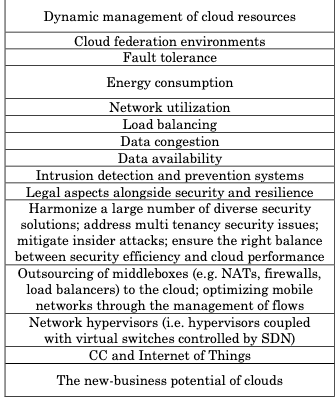 Dynamic management of cloud resources
Cloud federation environments
Fault tolerance
Energy consumption
Network utilization
Load balancing
Data congestion
Data availability
Intrusion detection and prevention systems
Legal aspects alongside security and resilience
Harmonize a large number of diverse security
solutions; address multi tenancy security issues;
mitigate insider attacks; ensure the right balance
between security efficiency and cloud performance
Outsourcing of middleboxes (e.g. NATs, firewalls,
load balancers) to the cloud; optimizing mobile
networks through the management of flows
Network hypervisors (i.e. hypervisors coupled
with virtual switches controlled by SDN)
CC and Internet of Things
The new-business potential of clouds